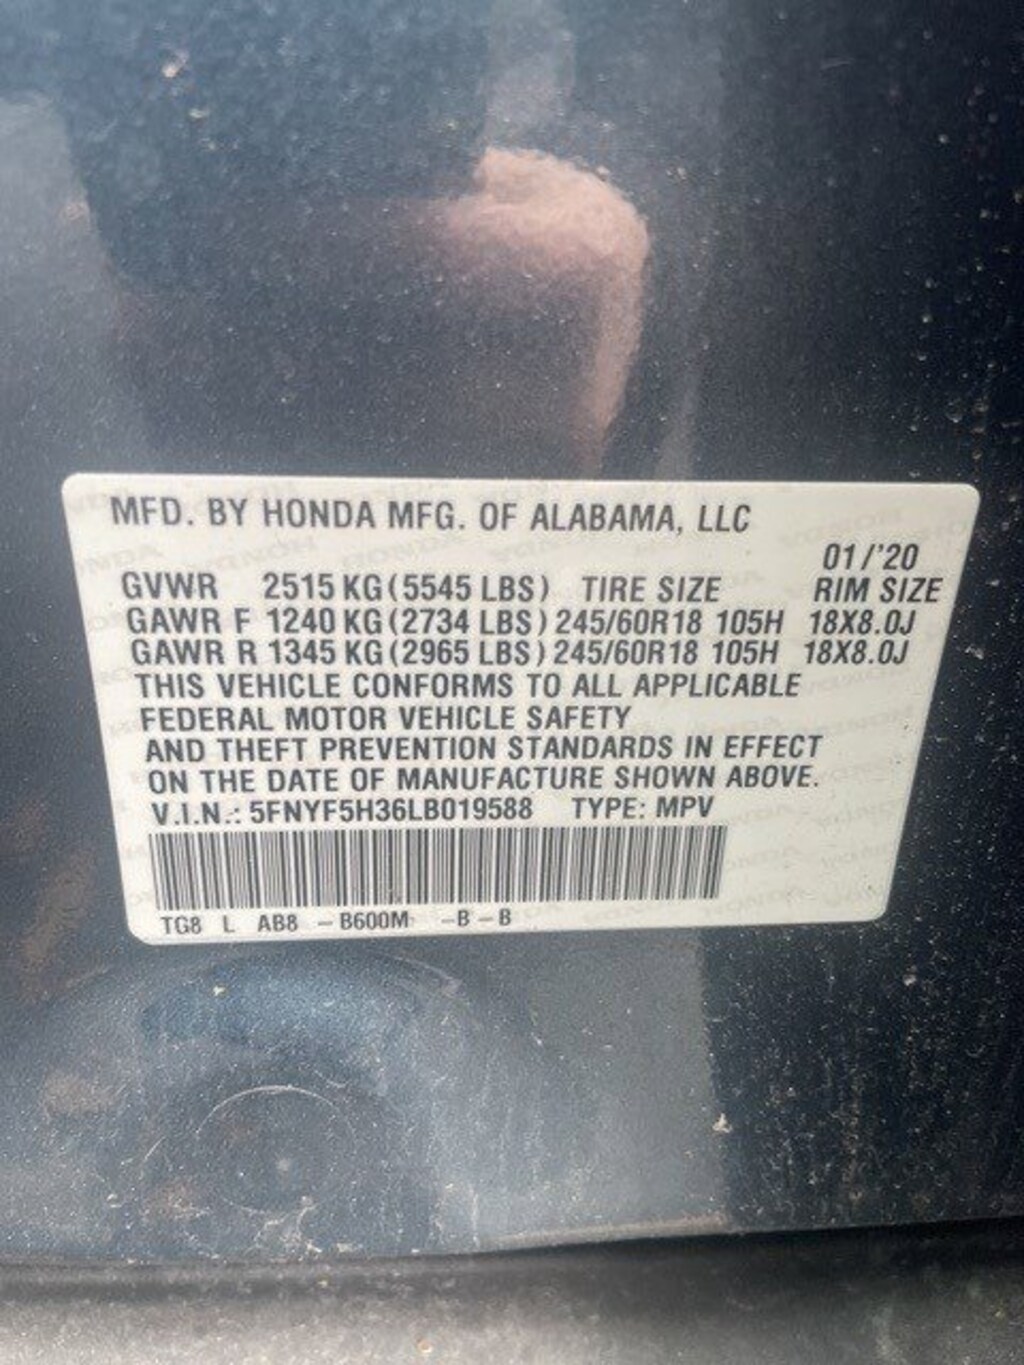 MFD. BY HONDA MFG. OF ALABAMA, LLC
01/'20
GVWR 2515 KG (5545 LBS) TIRE SIZE RIM SIZE
GAWR F 1240 KG (2734 LBS) 245/60R18 105H 18X8.0J
GAWR R 1345 KG (2965 LBS) 245/60R18 105H 18X8.0J
THIS VEHICLE CONFORMS TO ALL APPLICABLE
FEDERAL MOTOR VEHICLE SAFETY
AND THEFT PREVENTION STANDARDS IN EFFECT
ON THE DATE OF MANUFACTURE SHOWN ABOVE.
V.I.N.: 5FNYF5H36LB019588 TYPE: MPV
TG8 L AB8 -B600M -B-B